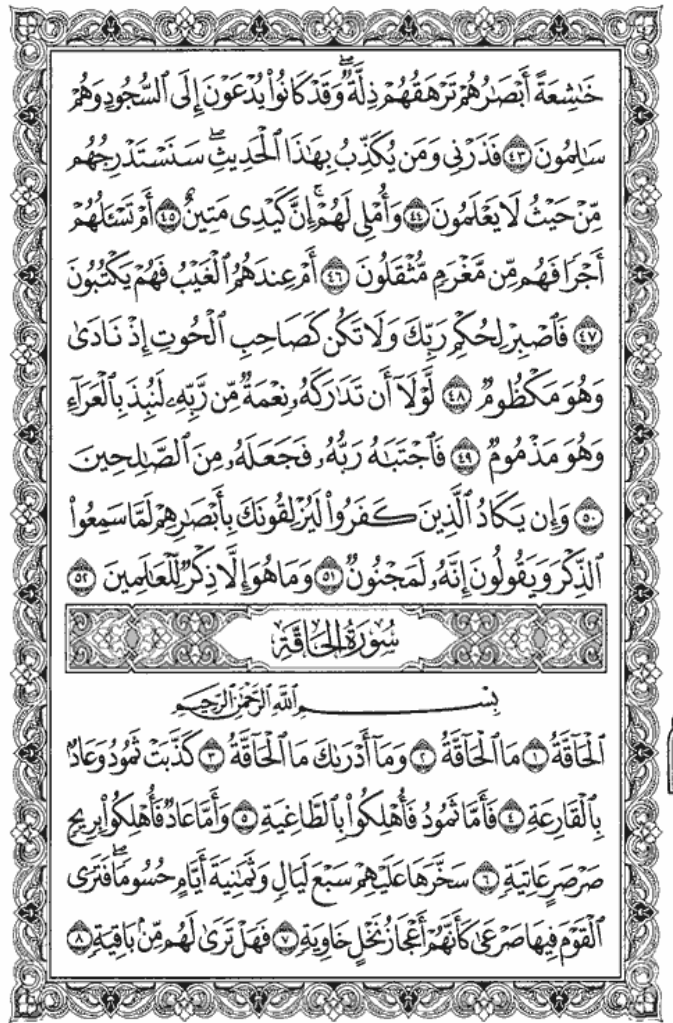 خَٰشِعَةً أَبْصَٰرُهُمْ تَرْهَقُهُمْ ذِلَّةٌ ۖ وَقَدْ كَانُوا۟ يُدْعَوْنَ إِلَى ٱلسُّجُودِ وَهُمْ
سَٰلِمُونَ ٤٣ فَذَرْنِى وَمَن يُكَذِّبُ بِهَٰذَا ٱلْحَدِيثِ ۖ سَنَسْتَدْرِجُهُم
مِّنْ حَيْثُ لَا يَعْلَمُونَ ٤٤ وَأُمْلِى لَهُمْ ۚ إِنَّ كَيْدِى مَتِينٌ ٤٥ أَمْ تَسْـَٔلُهُمْ
أَجْرًا فَهُم مِّن مَّغْرَمٍ مُّثْقَلُونَ ٤٦ أَمْ عِندَهُمُ ٱلْغَيْبُ فَهُمْ يَكْتُبُونَ
٤٧ فَٱصْبِرْ لِحُكْمِ رَبِّكَ وَلَا تَكُن كَصَاحِبِ ٱلْحُوتِ إِذْ نَادَىٰ
وَهُوَ مَكْظُومٌ ٤٨ لَّوْلَآ أَن تَدَٰرَكَهُۥ نِعْمَةٌ مِّن رَّبِّهِۦ لَنُبِذَ بِٱلْعَرَآءِ
وَهُوَ مَذْمُومٌ ٤٩ فَٱجْتَبَٰهُ رَبُّهُۥ فَجَعَلَهُۥ مِنَ ٱلصَّٰلِحِينَ
٥٠ وَإِن يَكَادُ ٱلَّذِينَ كَفَرُوا۟ لَيُزْلِقُونَكَ بِأَبْصَٰرِهِمْ لَمَّا سَمِعُوا۟
ٱلذِّكْرَ وَيَقُولُونَ إِنَّهُۥ لَمَجْنُونٌ ٥١ وَمَا هُوَ إِلَّا ذِكْرٌ لِّلْعَٰلَمِينَ ٥٢
سُورَةُ الحَاقَّةِ
بِسْمِ ٱللَّهِ ٱلرَّحْمَٰنِ ٱلرَّحِيمِ
ٱلْحَآقَّةُ ١ مَا ٱلْحَآقَّةُ ٢ وَمَآ أَدْرَىٰكَ مَا ٱلْحَآقَّةُ ٣ كَذَّبَتْ ثَمُودُ وَعَادٌۢ
بِٱلْقَارِعَةِ ٤ فَأَمَّا ثَمُودُ فَأُهْلِكُوا۟ بِٱلطَّاغِيَةِ ٥ وَأَمَّا عَادٌ فَأُهْلِكُوا۟ بِرِيحٍ
صَرْصَرٍ عَاتِيَةٍ ٦ سَخَّرَهَا عَلَيْهِمْ سَبْعَ لَيَالٍ وَثَمَٰنِيَةَ أَيَّامٍ حُسُومًا ۖ فَتَرَى
ٱلْقَوْمَ فِيهَا صَرْعَىٰ كَأَنَّهُمْ أَعْجَازُ نَخْلٍ خَاوِيَةٍ ٧ فَهَلْ تَرَىٰ لَهُم مِّنۢ بَاقِيَةٍ ٨